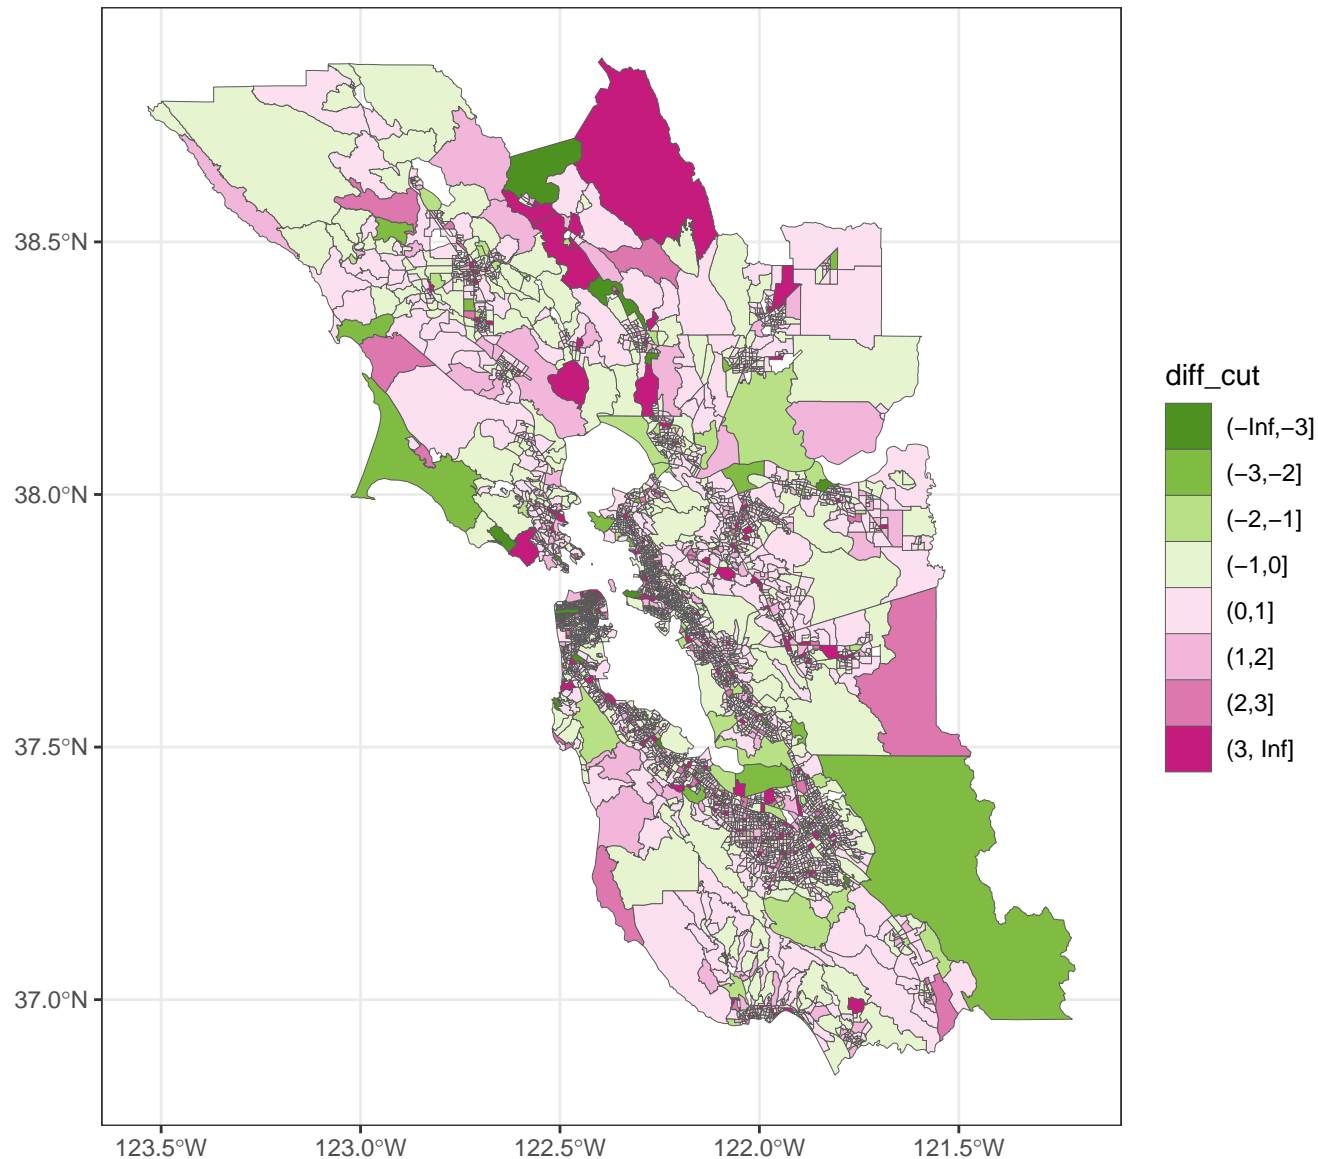 38.5°N
38.0°N
37.5°N
37.0°N
123.5°W
123.0°W
122.5°W
122.0°W
121.5°W
diff_cut
(−Inf,−3]
(−3,−2]
(−2,−1]
(−1,0]
(0,1]
(1,2]
(2,3]
(3, Inf]